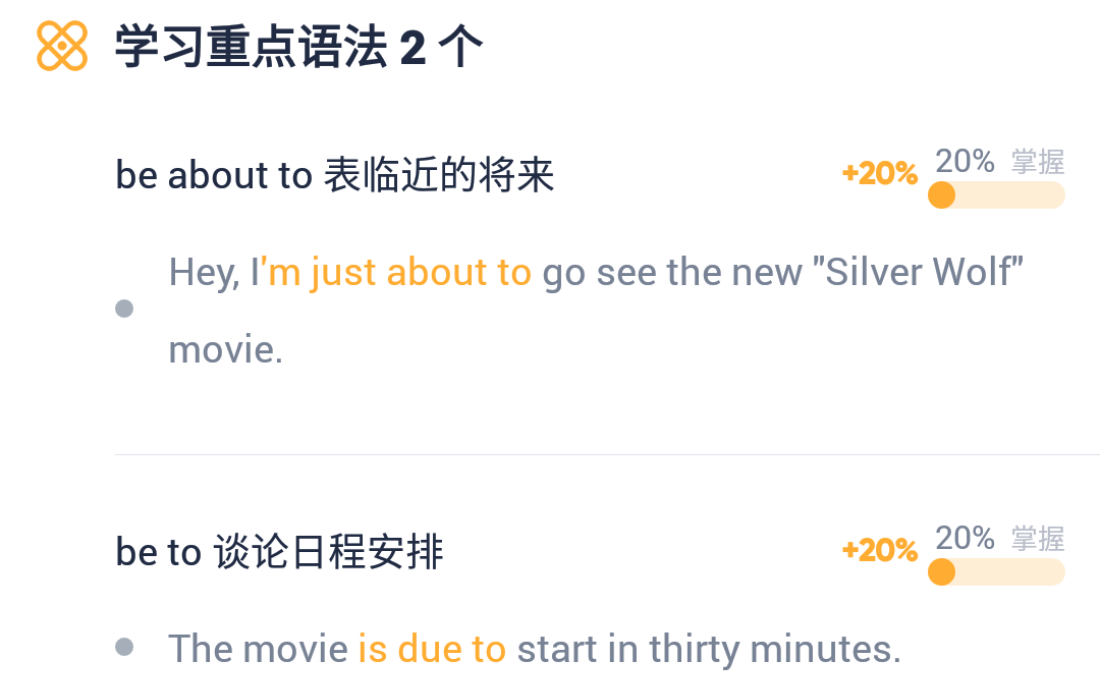 学习重点语法 2 个
be about to 表临近的将来
+20% 20% 掌握
Hey, I'm just about to go see the new "Silver Wolf"
movie.
be to 谈论日程安排
+20% 20% 掌握
The movie is due to start in thirty minutes.